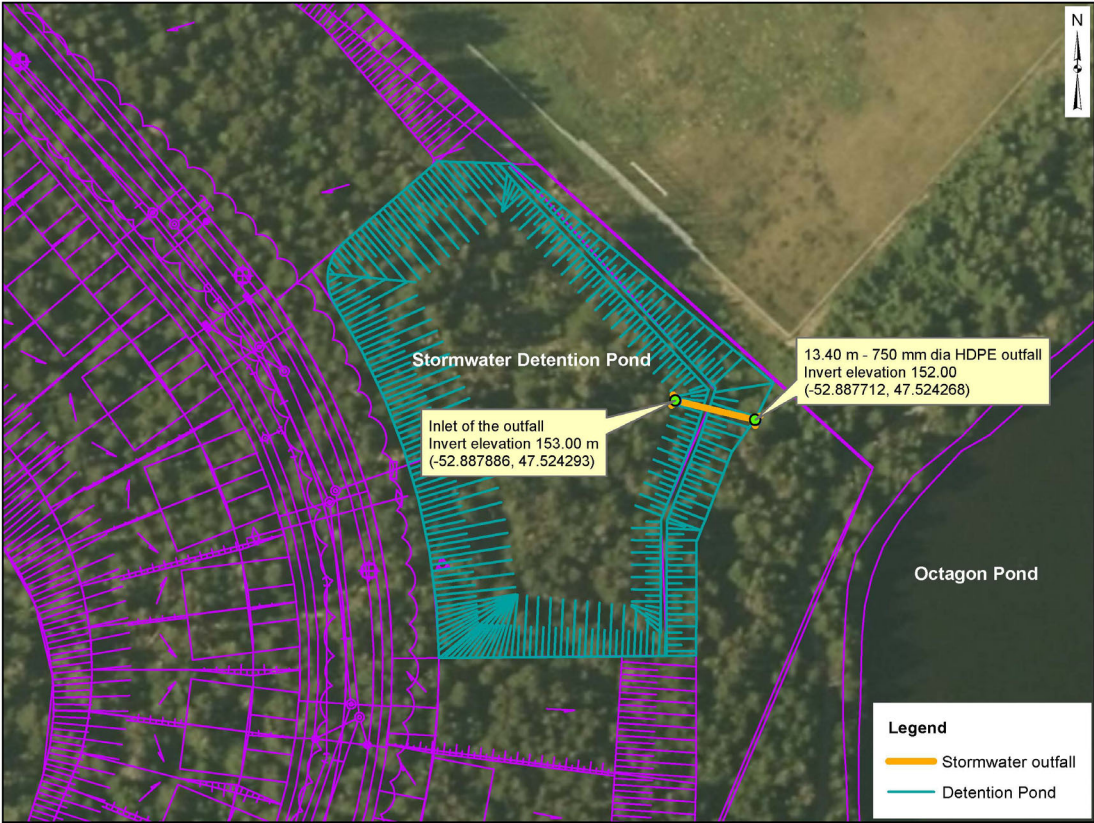 N
13.40 m - 750 mm dia HDPE outfall
Invert elevation 152.00
(-52.887712, 47.524268)
Stormwater Detention Pond
Inlet of the outfall
Invert elevation 153.00 m
(-52.887886, 47.524293)
Octagon Pond
Legend
Stormwater outfall
Detention Pond